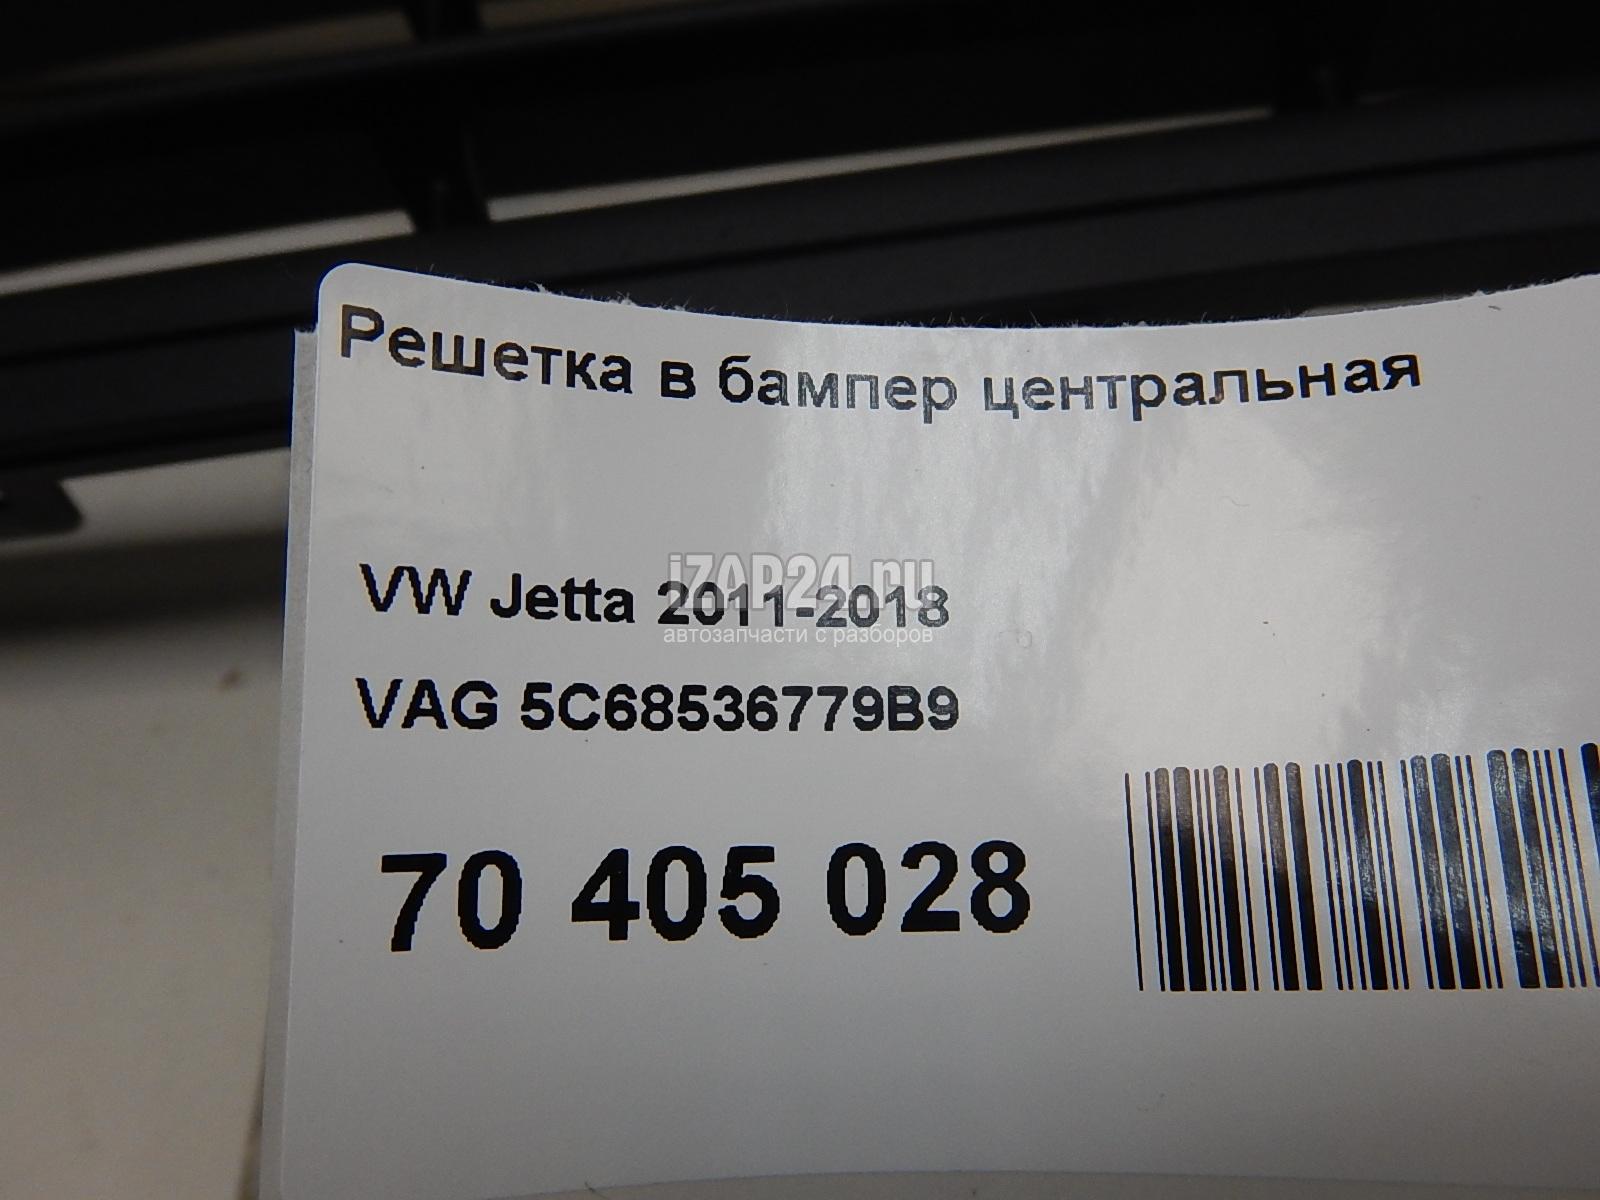 Решетка в бампер центральная
iZAP24.ru
VW Jetta 2011-2018
автозапчасти с разборов
VAG 5C68536779B9
70 405 028